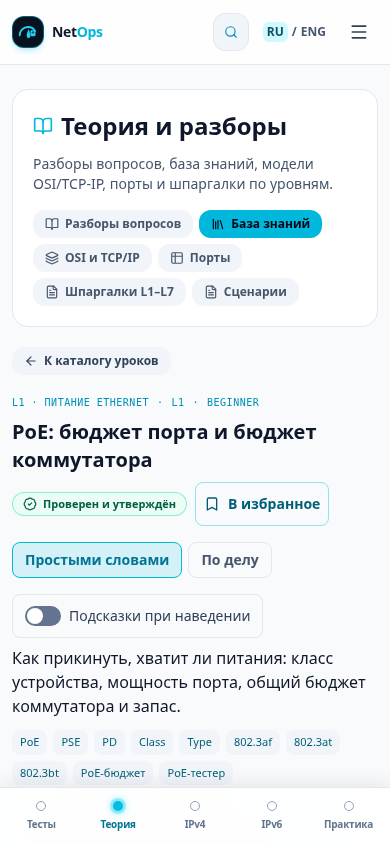 NetOps
RU / ENG
Теория и разборы
Разборы вопросов, база знаний, модели
OSI/TCP-IP, порты и шпаргалки по уровням.
Разборы вопросов
База знаний
OSI и TCP/IP
Порты
Шпаргалки L1–L7
Сценарии
К каталогу уроков
L1 · ПИТАНИЕ ETHERNET · L1 · BEGINNER
PoE: бюджет порта и бюджет
коммутатора
Проверен и утверждён
В избранное
Простыми словами
По делу
Подсказки при наведении
Как прикинуть, хватит ли питания: класс
устройства, мощность порта, общий бюджет
коммутатора и запас.
PoE PSE PD Class Type 802.3af 802.3at
802.3bt PoE-бюджет PoE-тестер
Тесты Теория IPv4 IPv6 Практика